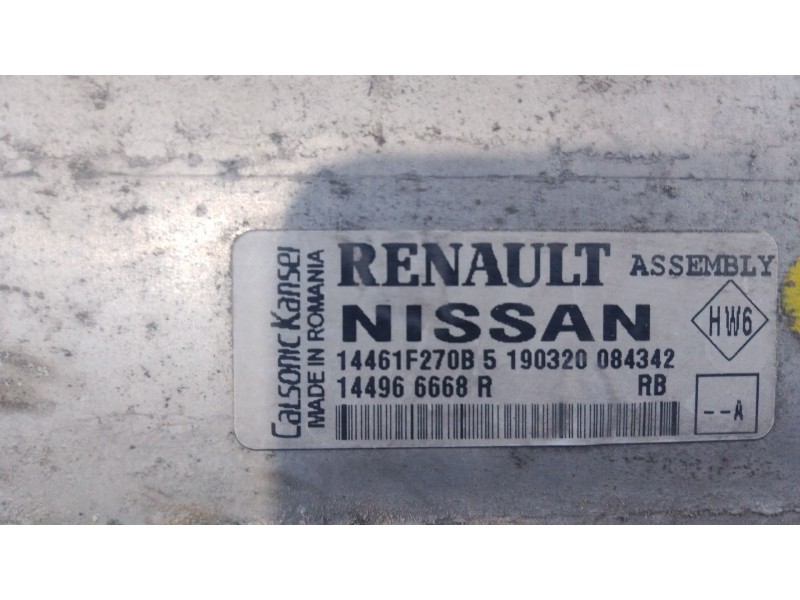 Calsonic Kansei
MADE IN ROMANIA
RENAULT ASSEMBLY
NISSAN
HW6
14461F270B 5 190320 084342
14496 6668 R RB
--A